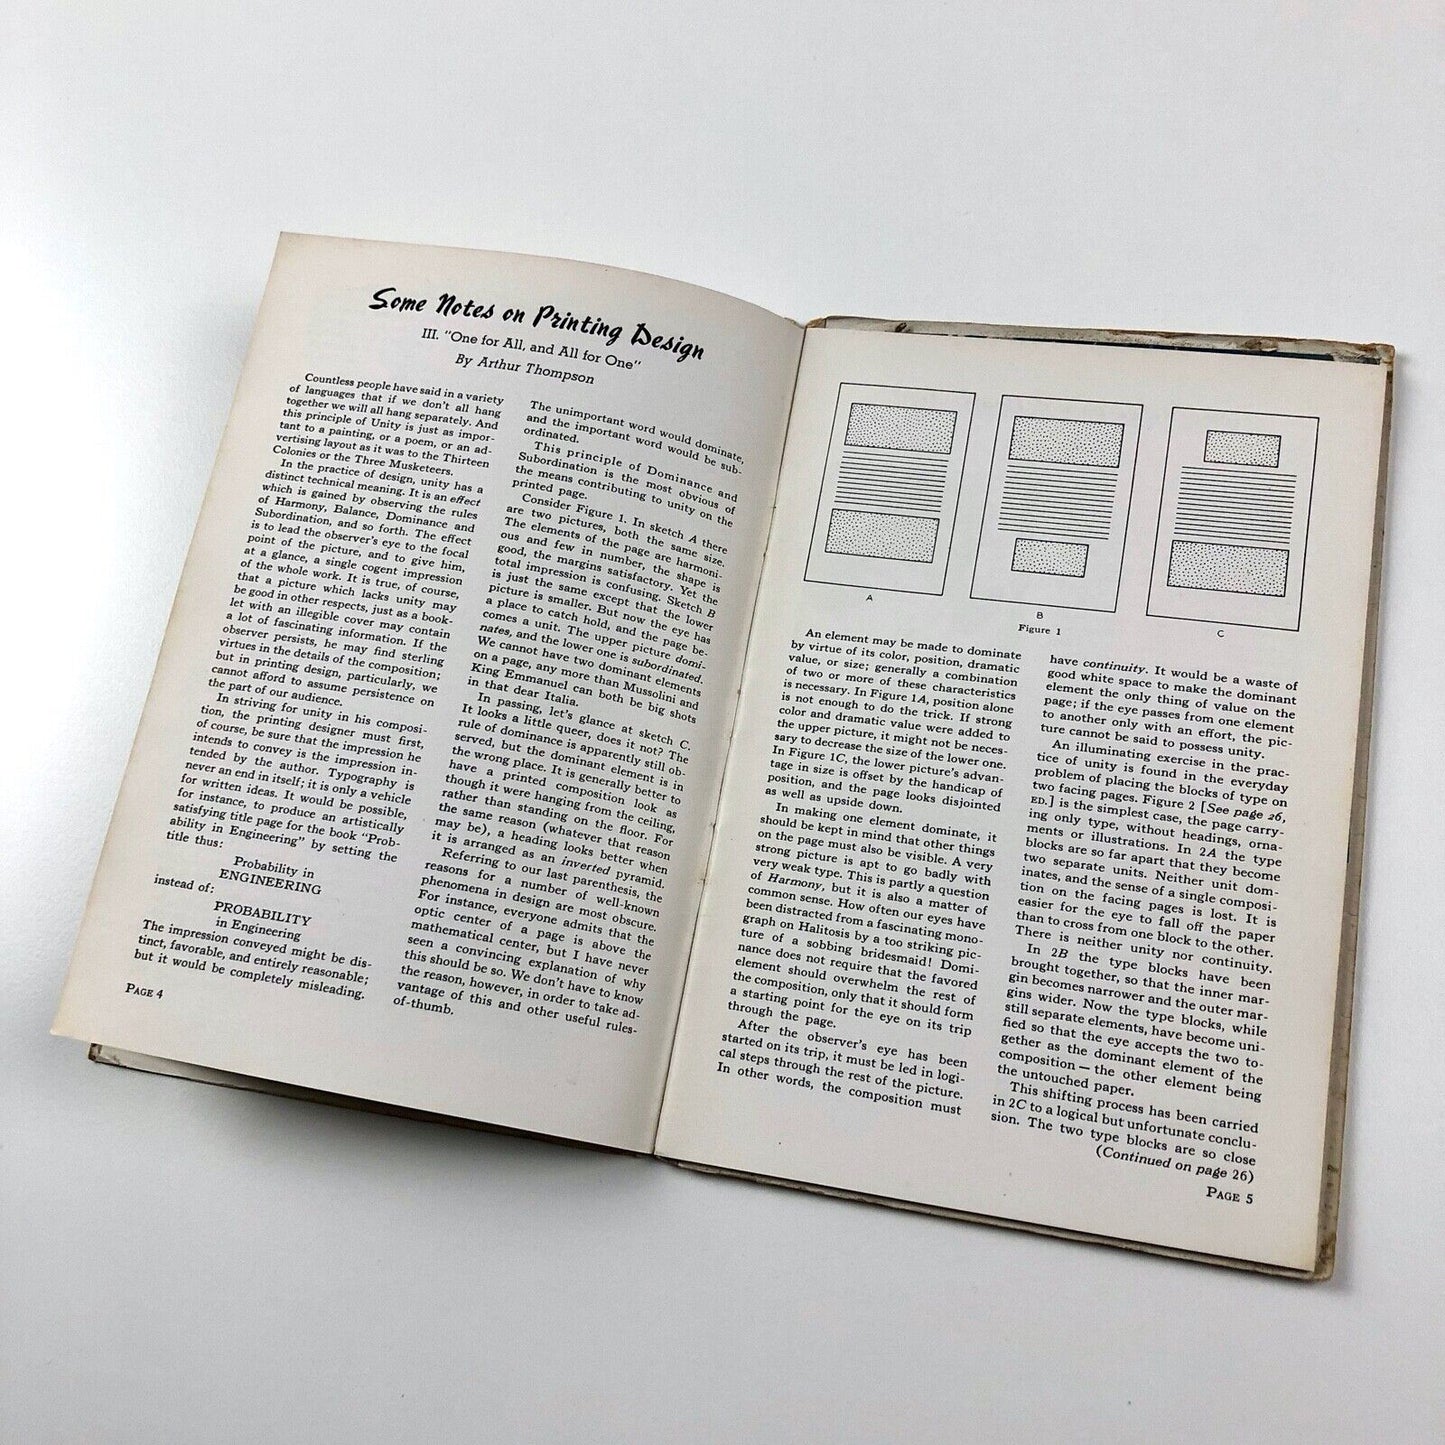 Some Notes on Printing Design
III. "One for All, and All for One"
By Arthur Thompson
Countless people have said in a variety
of languages that if we don't all hang
together we will all hang separately. And
this principle of Unity is just as impor-
tant to a painting, or a poem, or an ad-
vertising layout as it was to the Thirteen
Colonies or the Three Musketeers.
In the practice of design, unity has a
distinct technical meaning. It is an effect
which is gained by observing the rules
of Harmony, Balance, Dominance and
Subordination, and so forth. The effect
is to lead the observer's eye to the focal
point of the picture, and to give him,
at a glance, a single cogent impression
of the whole work. It is true, of course,
that a picture which lacks unity may
be good in other respects, just as a book-
let with an illegible cover may contain
a lot of fascinating information. If the
observer persists, he may find sterling
virtues in the details of the composition;
but in printing design, particularly, we
cannot afford to assume persistence on
the part of our audience.
In striving for unity in his composi-
tion, the printing designer must first,
of course, be sure that the impression he
intends to convey is the impression in-
tended by the author. Typography is
never an end in itself; it is only a vehicle
for written ideas. It would be possible,
for instance, to produce an artistically
satisfying title page for the book "Prob-
ability in Engineering" by setting the
title thus:
Probability in
ENGINEERING
instead of:
PROBABILITY
in Engineering
The impression conveyed might be dis-
tinct, favorable, and entirely reasonable;
but it would be completely misleading.
PAGE 4
The unimportant word would dominate,
and the important word would be sub-
ordinated.
This principle of Dominance and
Subordination is the most obvious of
the means contributing to unity on the
printed page.
Consider Figure 1. In sketch A there
are two pictures, both the same size.
The elements of the page are harmoni-
ous and few in number, the shape is
good, the margins satisfactory. Yet the
total impression is confusing. Sketch B
is just the same except that the lower
picture is smaller. But now the eye has
a place to catch hold, and the page be-
comes a unit. The upper picture domi-
nates, and the lower one is subordinated.
We cannot have two dominant elements
on a page, any more than Mussolini and
King Emmanuel can both be big shots
in that dear Italia.
In passing, let's glance at sketch C.
It looks a little queer, does it not? The
rule of dominance is apparently still ob-
served, but the dominant element is in
the wrong place. It is generally better to
have a printed composition look as
though it were hanging from the ceiling,
rather than standing on the floor. For
the same reason (whatever that reason
may be), a heading looks better when
it is arranged as an inverted pyramid.
Referring to our last parenthesis, the
reasons for a number of well-known
phenomena in design are most obscure.
For instance, everyone admits that the
optic center of a page is above the
mathematical center, but I have never
seen a convincing explanation of why
this should be so. We don't have to know
the reason, however, in order to take ad-
vantage of this and other useful rules-
of-thumb.
A
B
C
Figure 1
An element may be made to dominate
by virtue of its color, position, dramatic
value, or size; generally a combination
of two or more of these characteristics
is necessary. In Figure 1A, position alone
is not enough to do the trick. If strong
color and dramatic value were added to
the upper picture, it might not be neces-
sary to decrease the size of the lower one.
In Figure 1C, the lower picture's advan-
tage in size is offset by the handicap of
position, and the page looks disjointed
as well as upside down.
In making one element dominate, it
should be kept in mind that other things
on the page must also be visible. A very
strong picture is apt to go badly with
very weak type. This is partly a question
of Harmony, but it is also a matter of
common sense. How often our eyes have
been distracted from a fascinating mono-
graph on Halitosis by a too striking pic-
ture of a sobbing bridesmaid! Domi-
nance does not require that the favored
element should overwhelm the rest of
the composition, only that it should form
a starting point for the eye on its trip
through the page.
After the observer's eye has been
started on its trip, it must be led in logi-
cal steps through the rest of the picture.
In other words, the composition must
have continuity. It would be a waste of
good white space to make the dominant
element the only thing of value on the
page; if the eye passes from one element
to another only with an effort, the pic-
ture cannot be said to possess unity.
An illuminating exercise in the prac-
tice of unity is found in the everyday
problem of placing the blocks of type on
two facing pages. Figure 2 [See page 26,
ED.] is the simplest case, the page carry-
ing only type, without headings, orna-
ments or illustrations. In 2A the type
blocks are so far apart that they become
two separate units. Neither unit dom-
inates, and the sense of a single composi-
tion on the facing pages is lost. It is
easier for the eye to fall off the paper
than to cross from one block to the other.
There is neither unity nor continuity.
In 2B the type blocks have been
brought together, so that the inner mar-
gin becomes narrower and the outer mar-
gins wider. Now the type blocks, while
still separate elements, have become uni-
fied so that the eye accepts the two to-
gether as the dominant element of the
composition — the other element being
the untouched paper.
This shifting process has been carried
in 2C to a logical but unfortunate conclu-
sion. The two type blocks are so close
(Continued on page 26)
PAGE 5